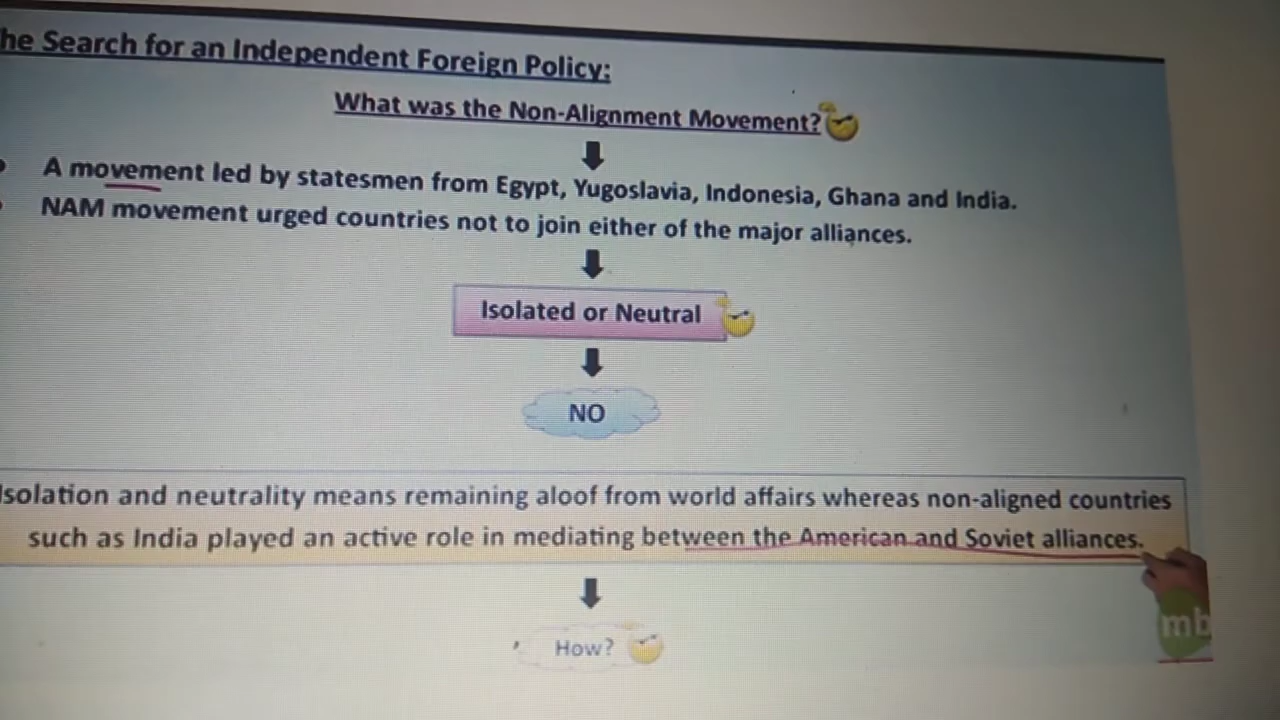 he Search for an Independent Foreign Policy:
What was the Non-Alignment Movement?
A movement led by statesmen from Egypt, Yugoslavia, Indonesia, Ghana and India.
NAM movement urged countries not to join either of the major alliances.
Isolated or Neutral
NO
Isolation and neutrality means remaining aloof from world affairs whereas non-aligned countries
such as India played an active role in mediating between the American and Soviet alliances.
How?
mb